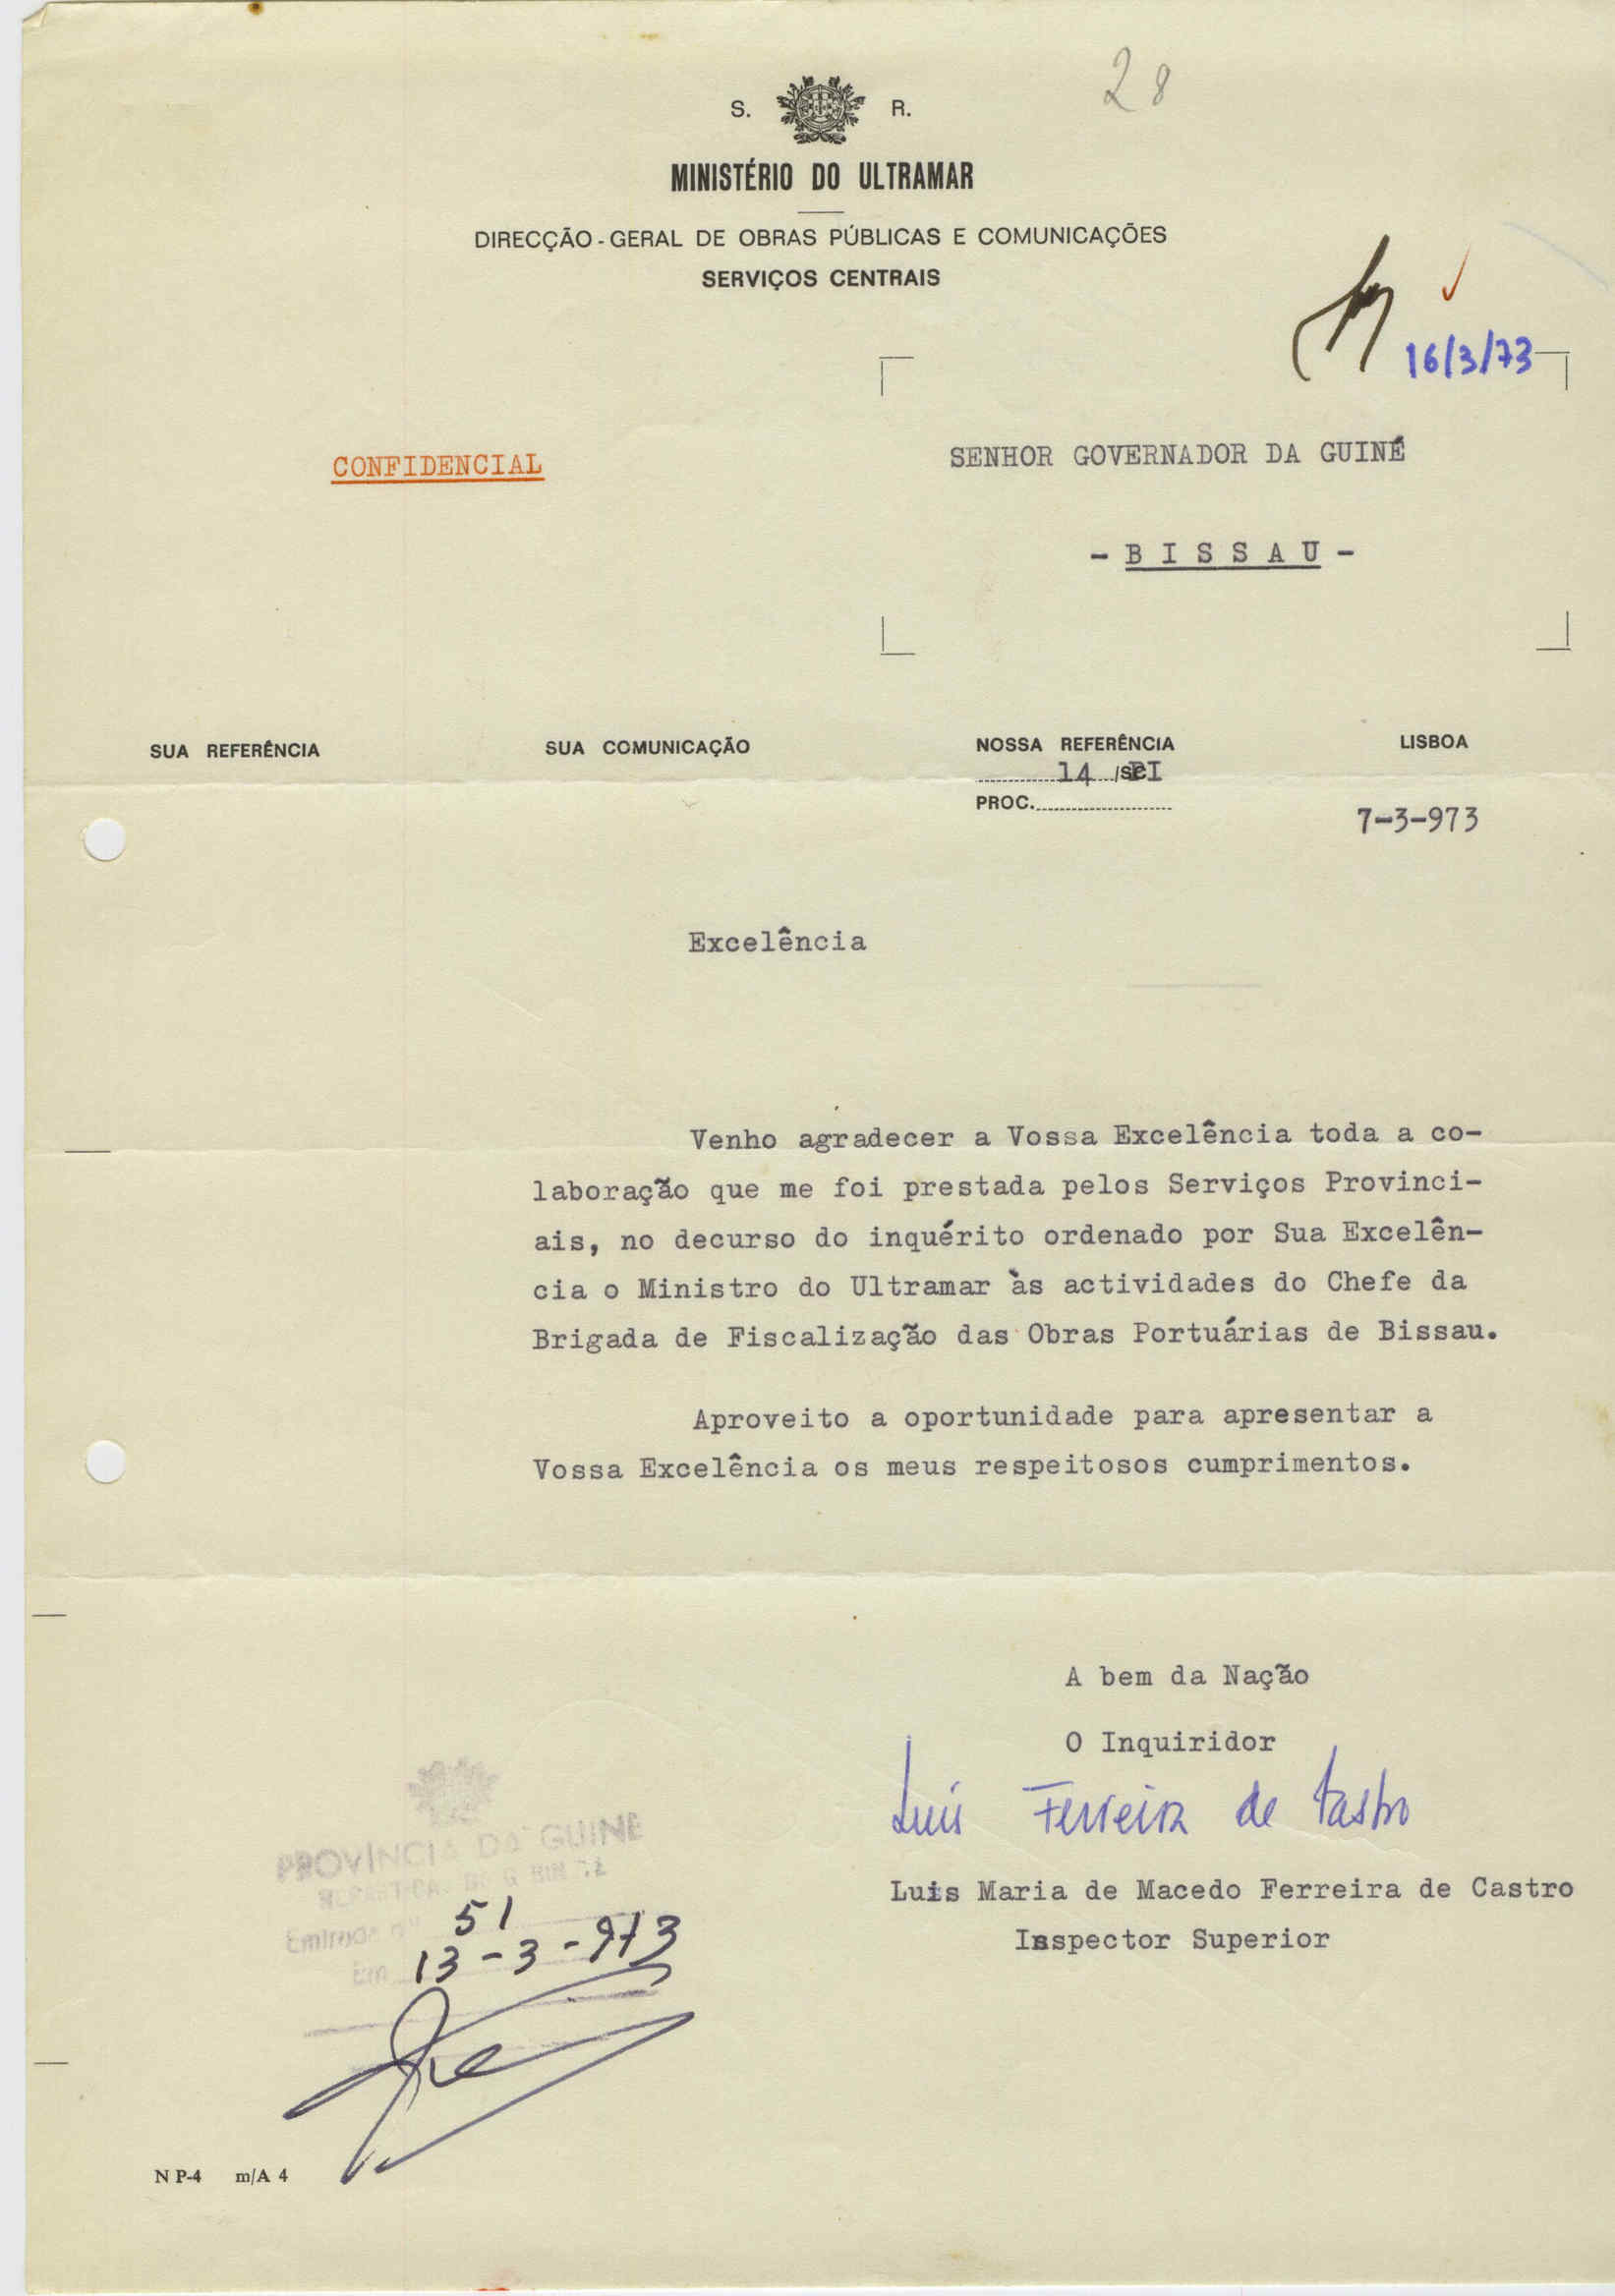 28
S. R.
MINISTÉRIO DO ULTRAMAR
DIRECÇÃO-GERAL DE OBRAS PÚBLICAS E COMUNICAÇÕES
SERVIÇOS CENTRAIS
16/3/73
CONFIDENCIAL
SENHOR GOVERNADOR DA GUINÉ
- B I S S A U -
SUA REFERÊNCIA SUA COMUNICAÇÃO NOSSA REFERÊNCIA LISBOA
14 /
PROC.
7-3-973
Excelência
Venho agradecer a Vossa Excelência toda a co-
laboração que me foi prestada pelos Serviços Provinci-
ais, no decurso do inquérito ordenado por Sua Excelên-
cia o Ministro do Ultramar às actividades do Chefe da
Brigada de Fiscalização das Obras Portuárias de Bissau.
Aproveito a oportunidade para apresentar a
Vossa Excelência os meus respeitosos cumprimentos.
A bem da Nação
O Inquiridor
Luis Ferreira de Castro
Luis Maria de Macedo Ferreira de Castro
Inspector Superior
PROVÍNCIA DA GUINÉ
51
Em 13-3-973
N P-4 m/A 4